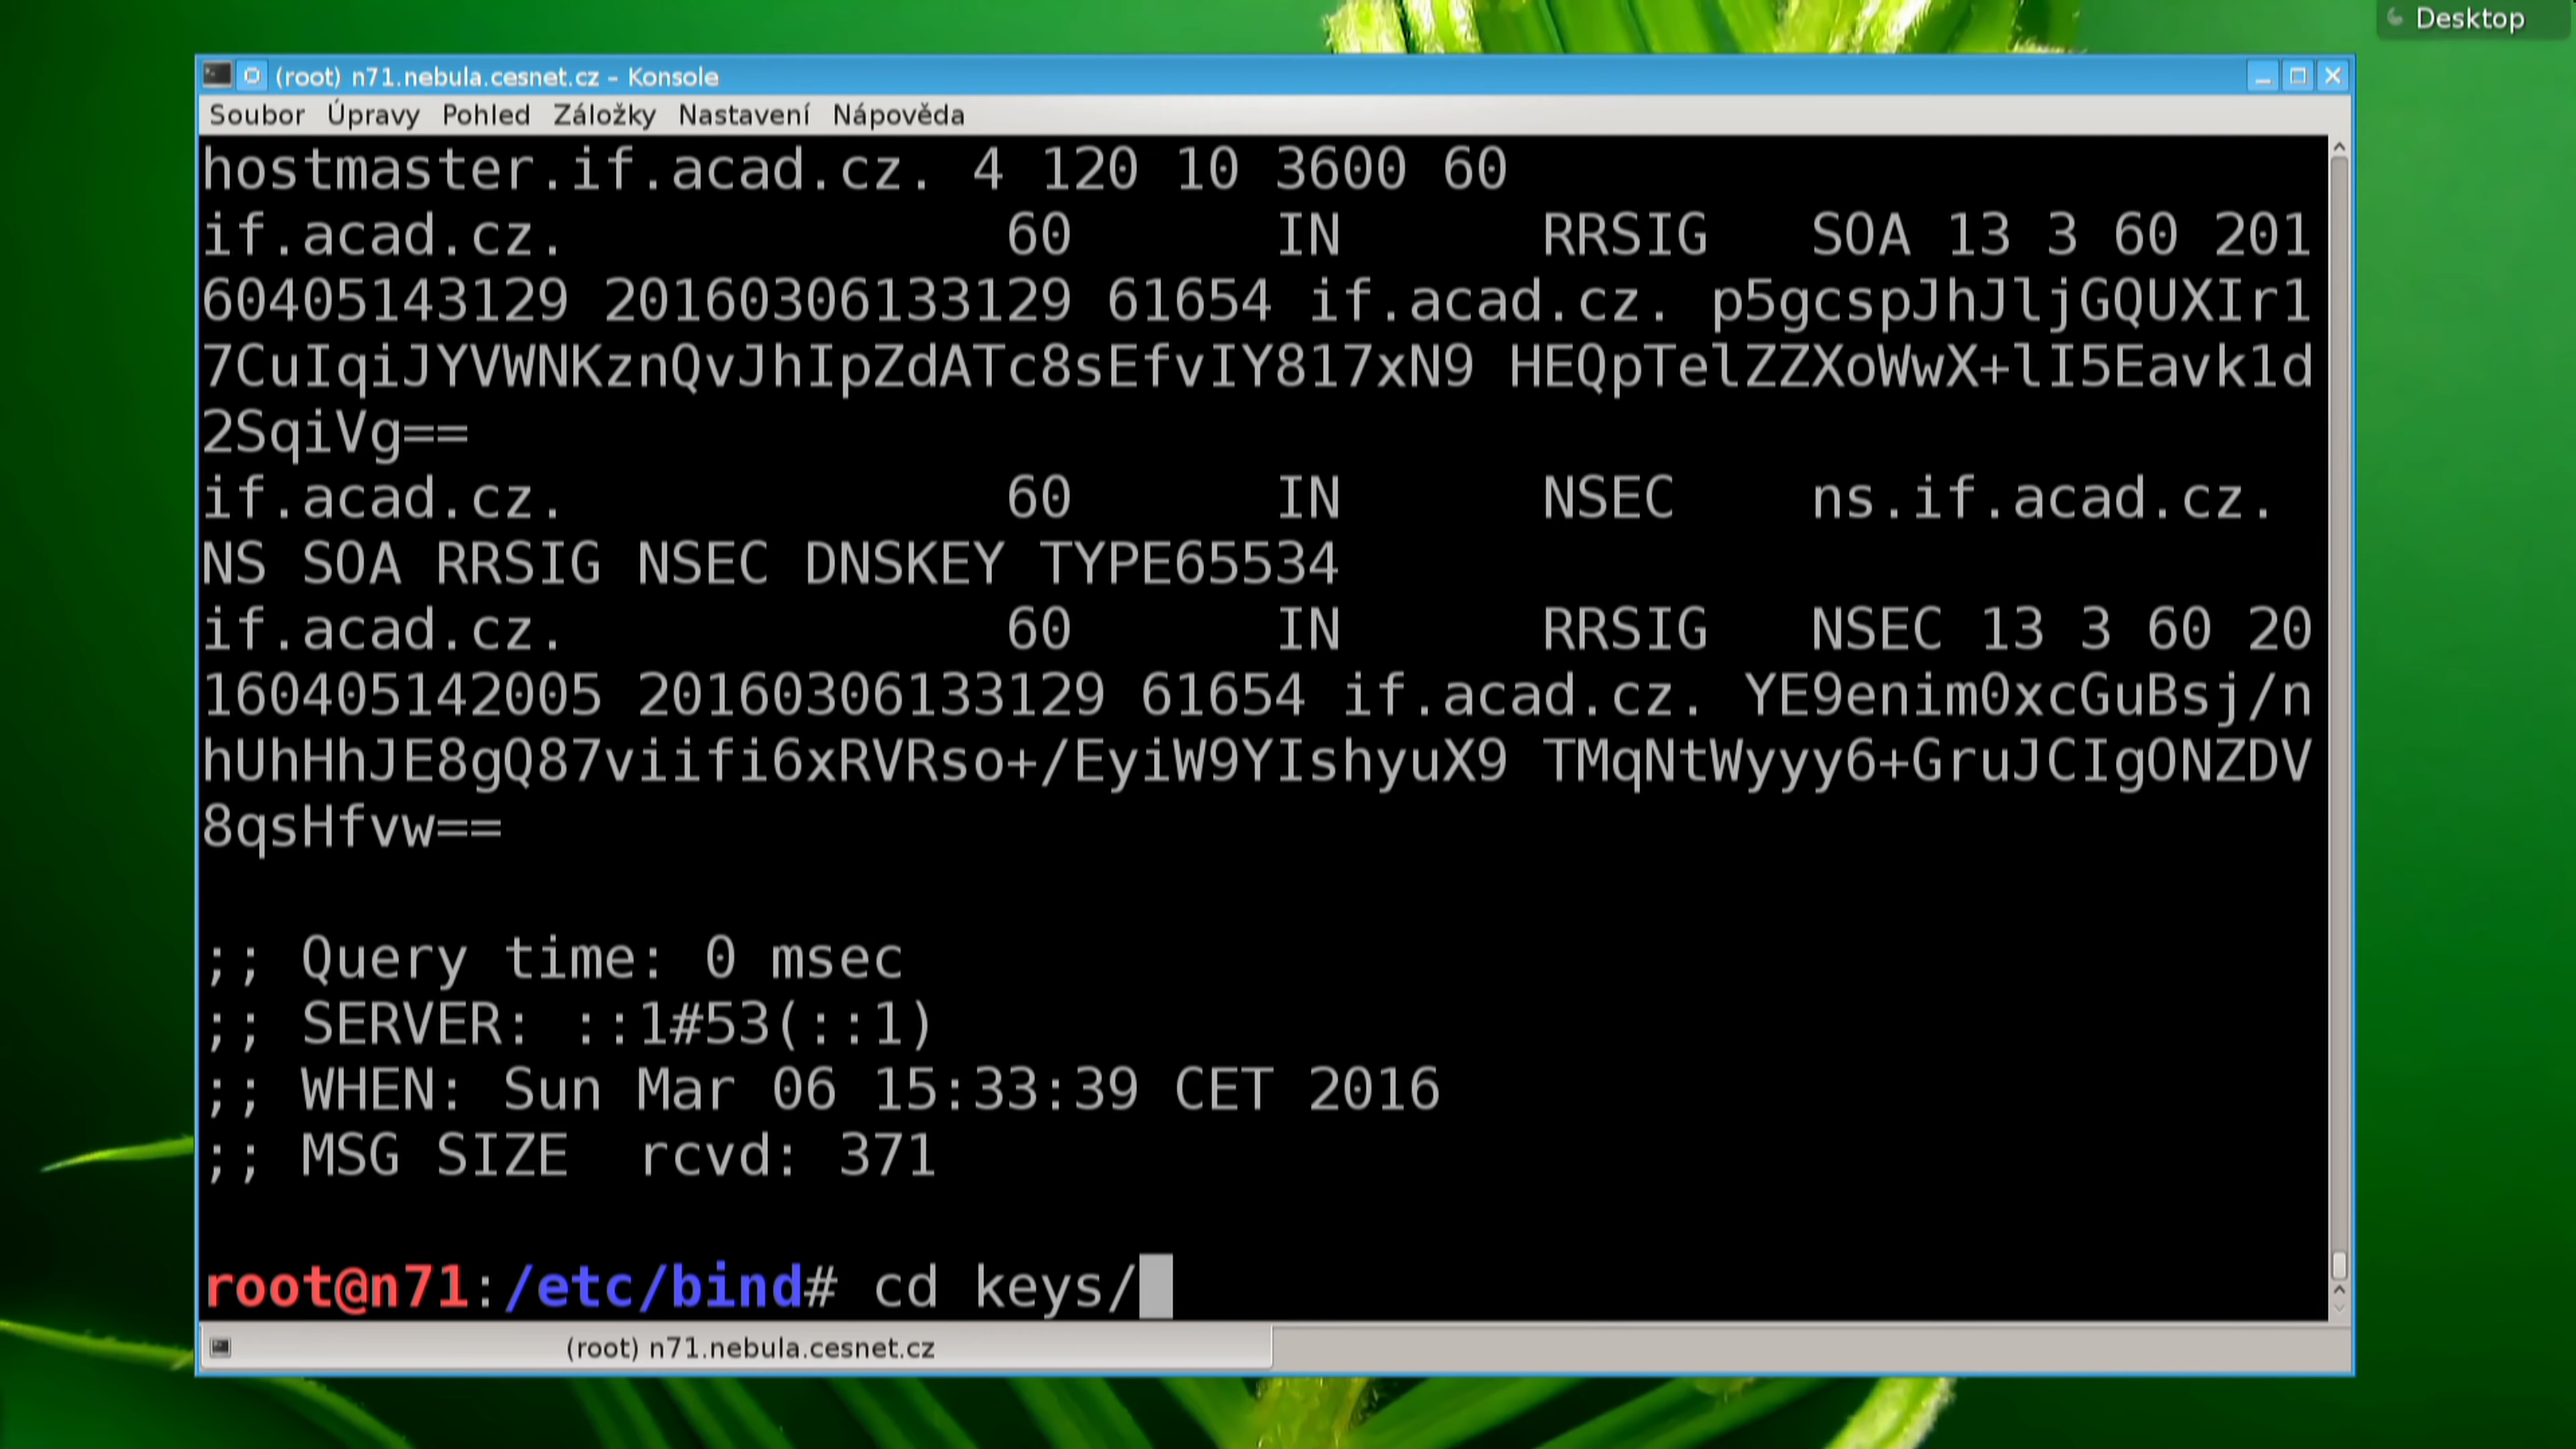 Desktop
(root) n71.nebula.cesnet.cz – Konsole
Soubor Úpravy Pohled Záložky Nastavení Nápověda
hostmaster.if.acad.cz. 4 120 10 3600 60
if.acad.cz. 60 IN RRSIG SOA 13 3 60 201
60405143129 20160306133129 61654 if.acad.cz. p5gcspJhJljGQUXIr1
7CuIqiJYVWNKznQvJhIpZdATc8sEfvIY817xN9 HEQpTelZZXoWwX+lI5Eavk1d
2SqiVg==
if.acad.cz. 60 IN NSEC ns.if.acad.cz.
NS SOA RRSIG NSEC DNSKEY TYPE65534
if.acad.cz. 60 IN RRSIG NSEC 13 3 60 20
160405142005 20160306133129 61654 if.acad.cz. YE9enim0xcGuBsj/n
hUhHhJE8gQ87viifi6xRVRso+/EyiW9YIshyuX9 TMqNtWyyy6+GruJCIgONZDV
8qsHfvw==
;; Query time: 0 msec
;; SERVER: ::1#53(::1)
;; WHEN: Sun Mar 06 15:33:39 CET 2016
;; MSG SIZE rcvd: 371
root@n71:/etc/bind# cd keys/
(root) n71.nebula.cesnet.cz